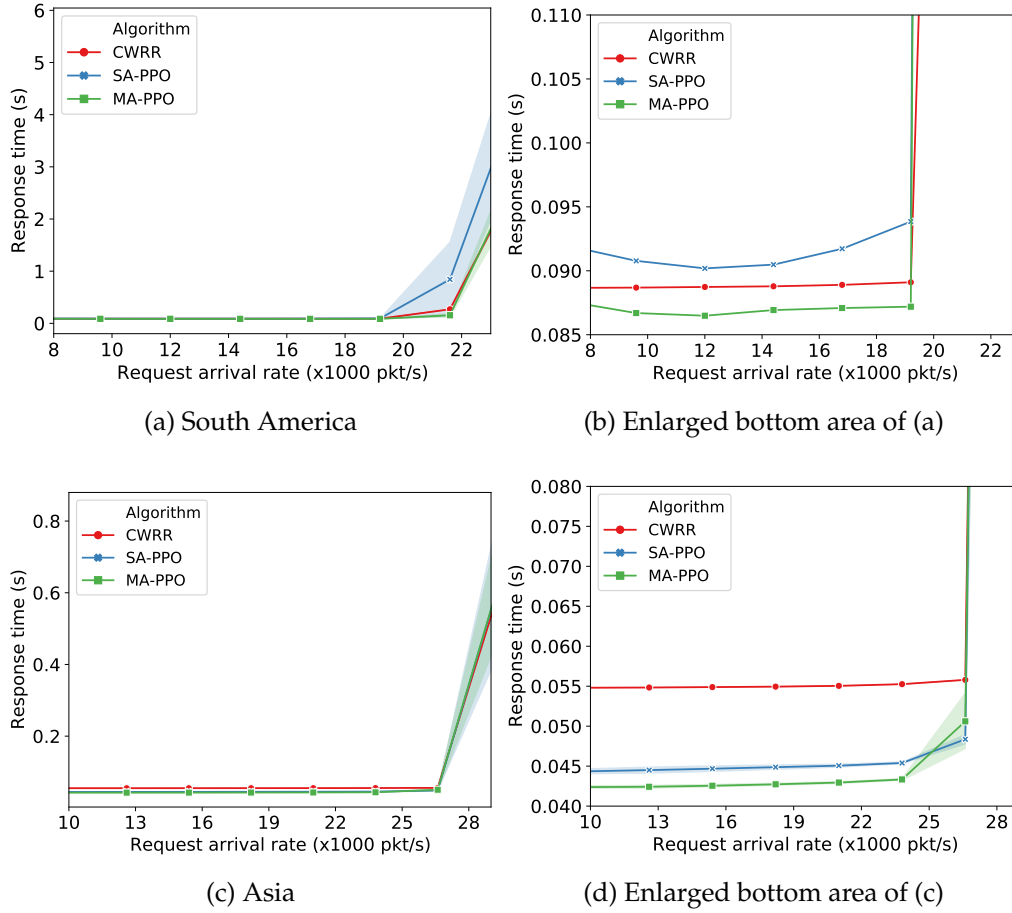 6
5
4
3
2
1
0
Response time (s)
Algorithm
CWRR
SA-PPO
MA-PPO
8 10 12 14 16 18 20 22
Request arrival rate (x1000 pkt/s)
(a) South America
0.110
0.105
0.100
0.095
0.090
0.085
Response time (s)
Algorithm
CWRR
SA-PPO
MA-PPO
8 10 12 14 16 18 20 22
Request arrival rate (x1000 pkt/s)
(b) Enlarged bottom area of (a)
0.8
0.6
0.4
0.2
Response time (s)
Algorithm
CWRR
SA-PPO
MA-PPO
10 13 16 19 22 25 28
Request arrival rate (x1000 pkt/s)
(c) Asia
0.080
0.075
0.070
0.065
0.060
0.055
0.050
0.045
0.040
Response time (s)
Algorithm
CWRR
SA-PPO
MA-PPO
10 13 16 19 22 25 28
Request arrival rate (x1000 pkt/s)
(d) Enlarged bottom area of (c)